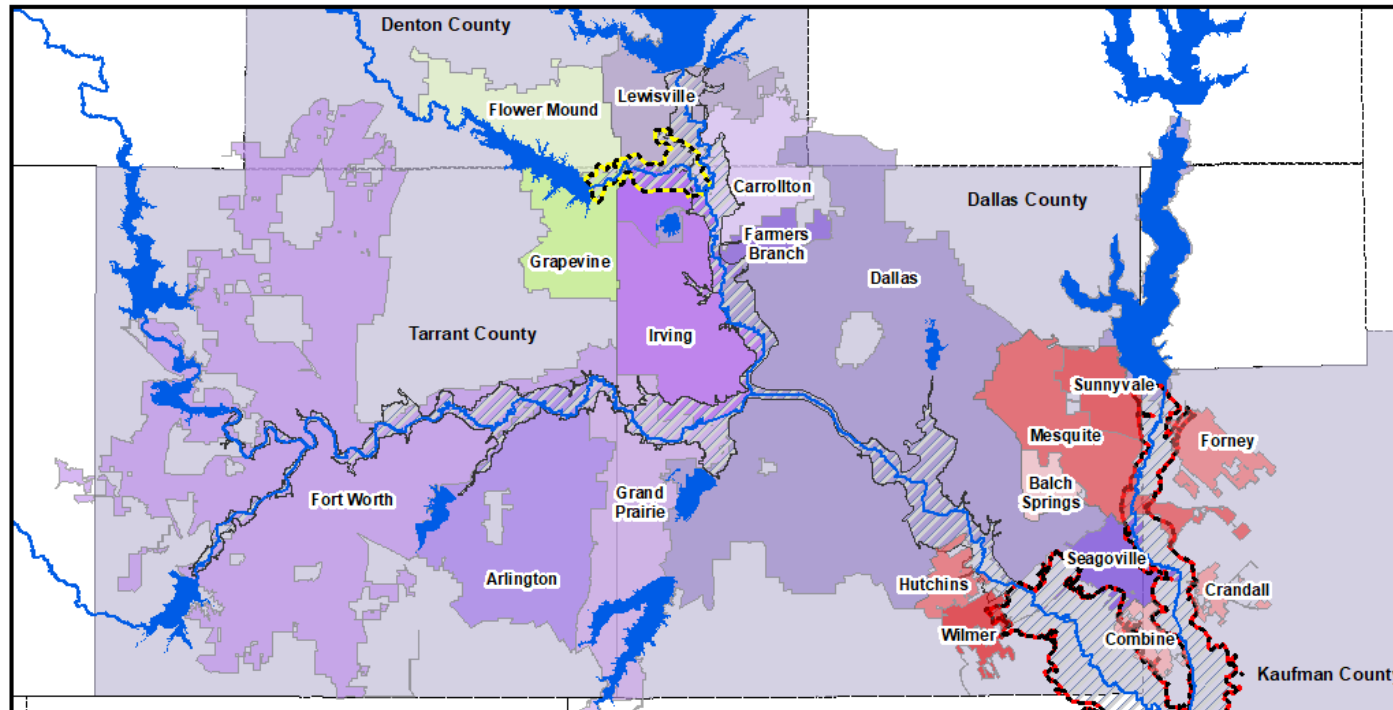 Denton County
Flower Mound
Lewisville
Carrollton
Dallas County
Farmers
Branch
Grapevine
Dallas
Tarrant County
Irving
Sunnyvale
Mesquite
Forney
Balch
Springs
Fort Worth
Grand
Prairie
Seagoville
Arlington
Hutchins
Crandall
Wilmer
Combine
Kaufman County